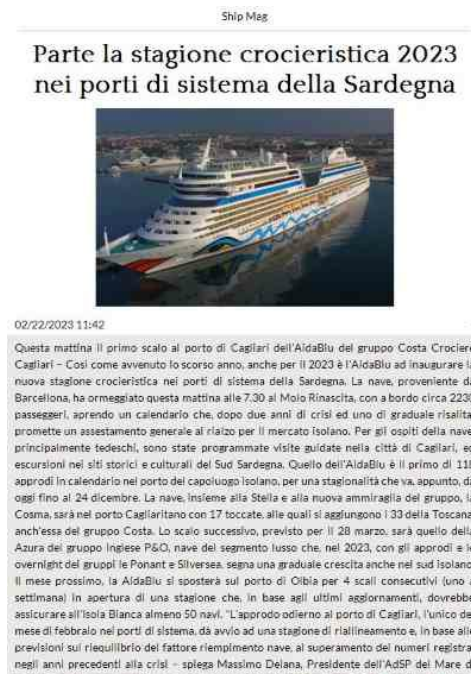 Ship Mag
Parte la stagione crocieristica 2023
nei porti di sistema della Sardegna
02/22/2023 11:42
Questa mattina il primo scalo al porto di Cagliari dell'AidaBlu del gruppo Costa Crociere
Cagliari – Così come avvenuto lo scorso anno, anche per il 2023 è l'AidaBlu ad inaugurare la
nuova stagione crocieristica nei porti di sistema della Sardegna. La nave, proveniente da
Barcellona, ha ormeggiato questa mattina alle 7.30 al Molo Rinascita, con a bordo circa 2230
passeggeri, aprendo un calendario che, dopo due anni di crisi ed uno di graduale risalita,
promette un assestamento generale al rialzo per il mercato isolano. Per gli ospiti della nave,
principalmente tedeschi, sono state programmate visite guidate nella città di Cagliari, ed
escursioni nei siti storici e culturali del Sud Sardegna. Quello dell'AidaBlu è il primo di 118
approdi in calendario nel porto del capoluogo isolano, per una stagionalità che va, appunto, da
oggi fino al 24 dicembre. La nave, insieme alla Stella e alla nuova ammiraglia del gruppo, la
Cosma, sarà nel porto Cagliaritano con 17 toccate, alle quali si aggiungono i 33 della Toscana,
anch'essa del gruppo Costa. Lo scalo successivo, previsto per il 28 marzo, sarà quello della
Azura del gruppo inglese P&O, nave del segmento lusso che, nel 2023, con gli approdi e le
overnight dei gruppi le Ponant e Silversea, segna una graduale crescita anche nel sud isolano.
Il mese prossimo, la AidaBlu si sposterà sul porto di Olbia per 4 scali consecutivi (uno a
settimana) in apertura di una stagione che, in base agli ultimi aggiornamenti, dovrebbe
assicurare all'Isola Bianca almeno 50 navi. "L'approdo odierno al porto di Cagliari, l'unico del
mese di febbraio nei porti di sistema, dà avvio ad una stagione di riallineamento e, in base alle
previsioni sul riequilibrio del fattore riempimento nave, al superamento dei numeri registrati
negli anni precedenti alla crisi – spiega Massimo Deiana, Presidente dell'AdSP del Mare di